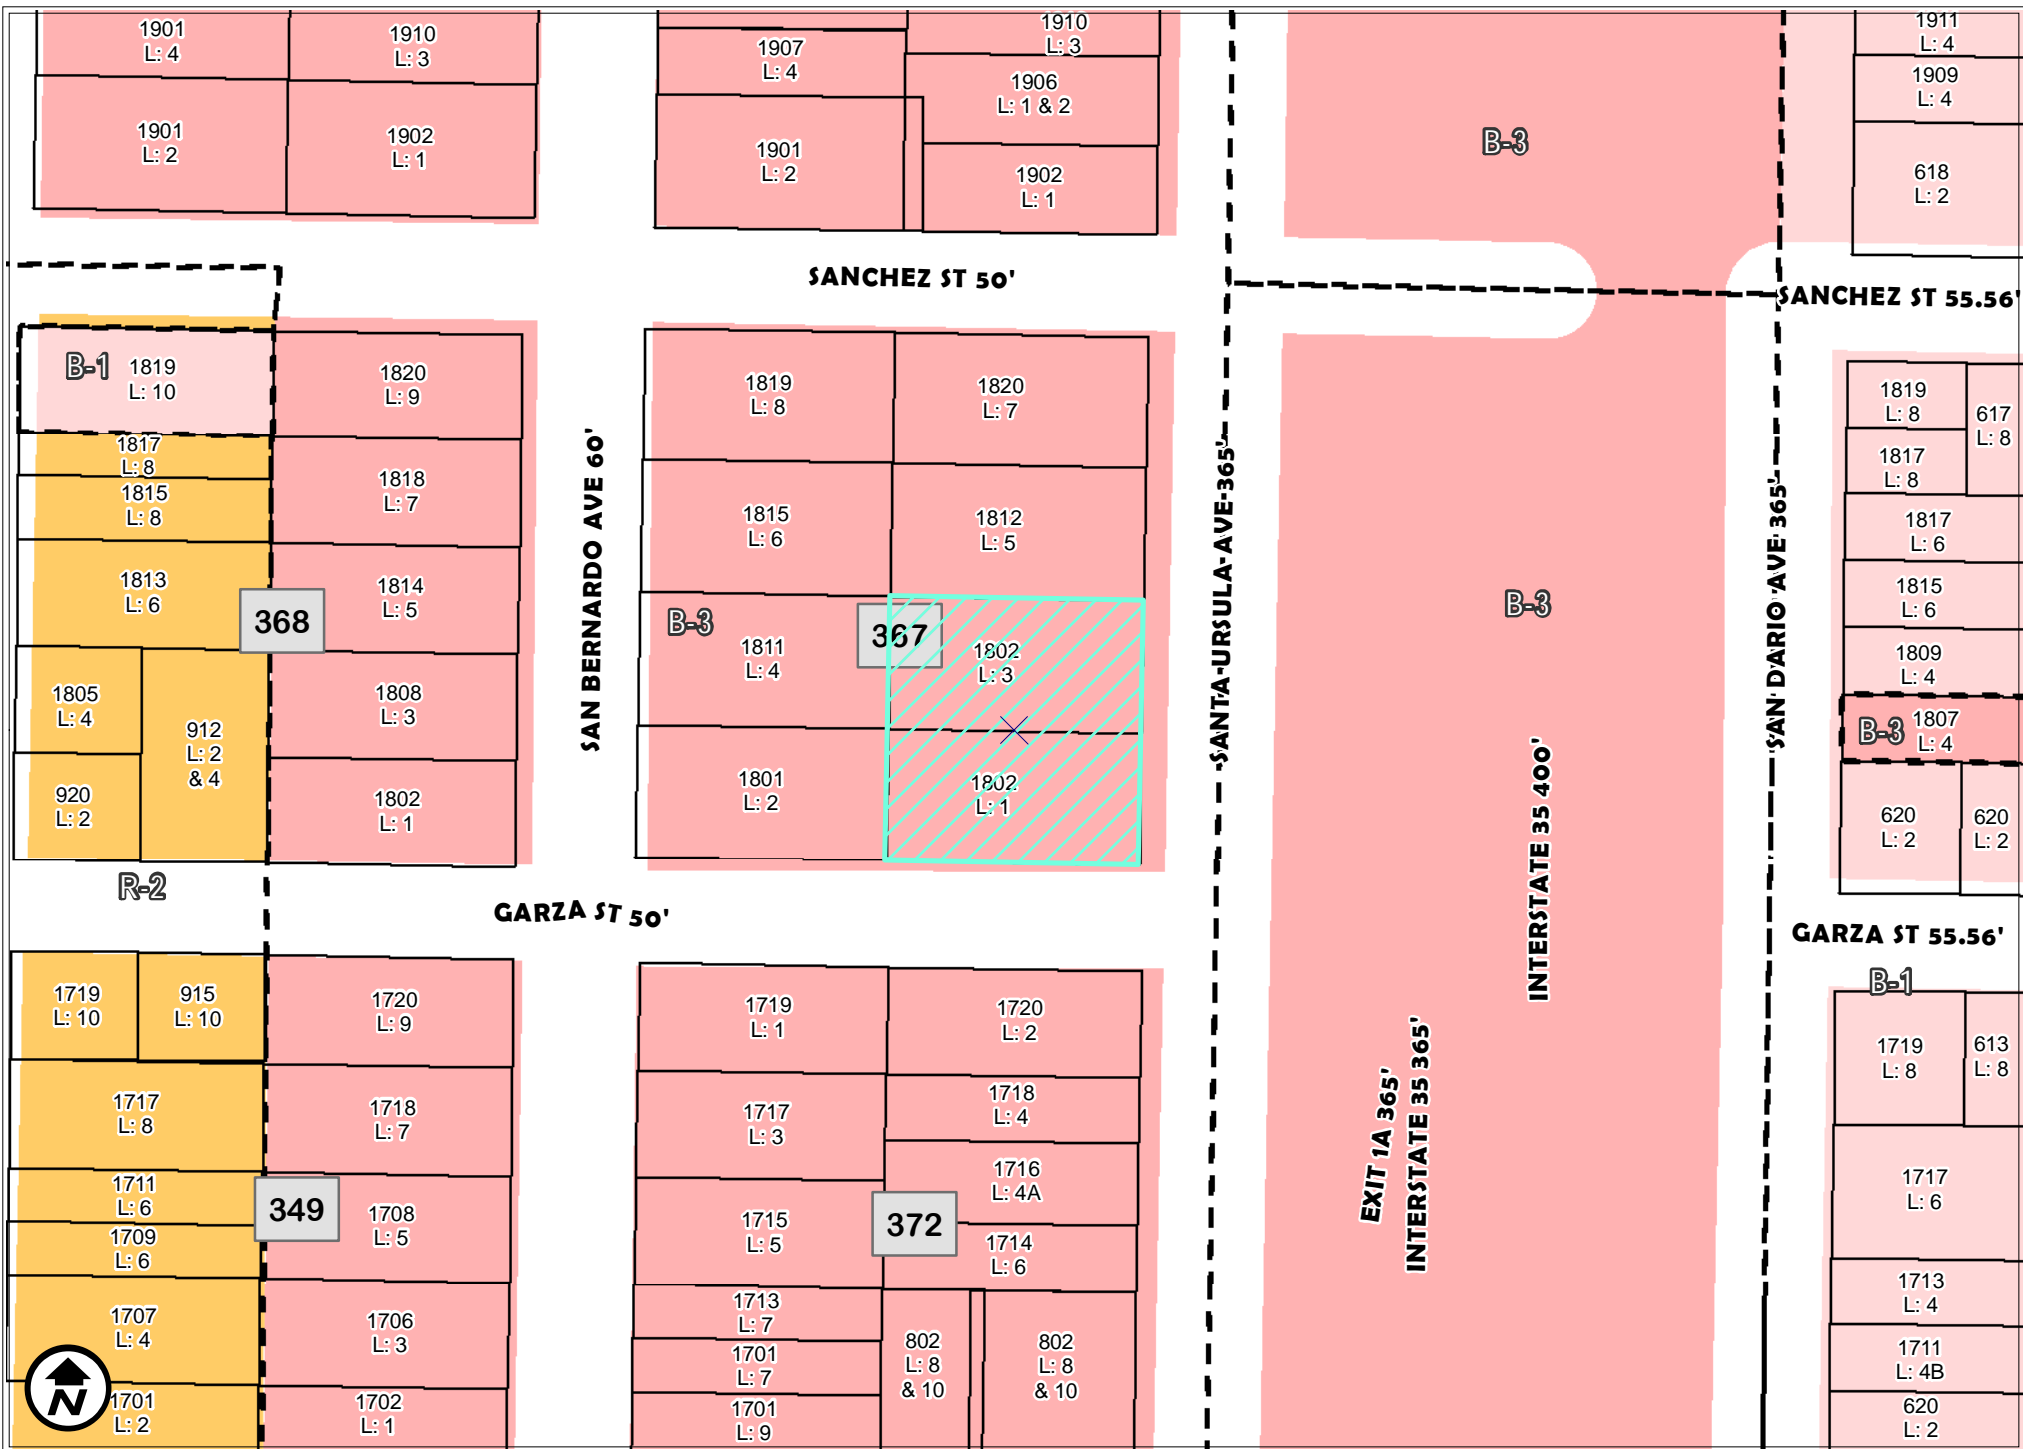 1901
L: 4
1910
L: 3
1907
L: 4
1910
L: 3
1911
L: 4
1909
L: 4
1906
L: 1 & 2
1901
L: 2
1902
L: 1
1901
L: 2
1902
L: 1
B-3
618
L: 2
SANCHEZ ST 50'
SANCHEZ ST 55.56'
B-1
1819
L: 10
1820
L: 9
1819
L: 8
1820
L: 7
1819
L: 8
617
L: 8
1817
L: 8
1817
L: 8
1815
L: 8
1818
L: 7
1815
L: 6
1812
L: 5
1817
L: 6
1813
L: 6
368
1814
L: 5
SAN BERNARDO AVE 60'
B-3
367
SANTA URSULA AVE 365'
B-3
SAN DARIO AVE 365'
1815
L: 6
1811
L: 4
1802
L: 3
1809
L: 4
1805
L: 4
912
L: 2
& 4
1808
L: 3
B-3
1807
L: 4
920
L: 2
1802
L: 1
1801
L: 2
1802
L: 1
620
L: 2
620
L: 2
R-2
GARZA ST 50'
INTERSTATE 35 400'
GARZA ST 55.56'
B-1
1719
L: 10
915
L: 10
1720
L: 9
1719
L: 1
1720
L: 2
1719
L: 8
613
L: 8
1717
L: 8
1718
L: 7
1717
L: 3
1718
L: 4
EXIT 1A 365'
INTERSTATE 35 365'
1716
L: 4A
1717
L: 6
1711
L: 6
349
1708
L: 5
1715
L: 5
372
1709
L: 6
1714
L: 6
1713
L: 4
1707
L: 4
1706
L: 3
1713
L: 7
802
L: 8
& 10
802
L: 8
& 10
1711
L: 4B
1701
L: 7
N
1701
L: 2
1702
L: 1
1701
L: 9
620
L: 2